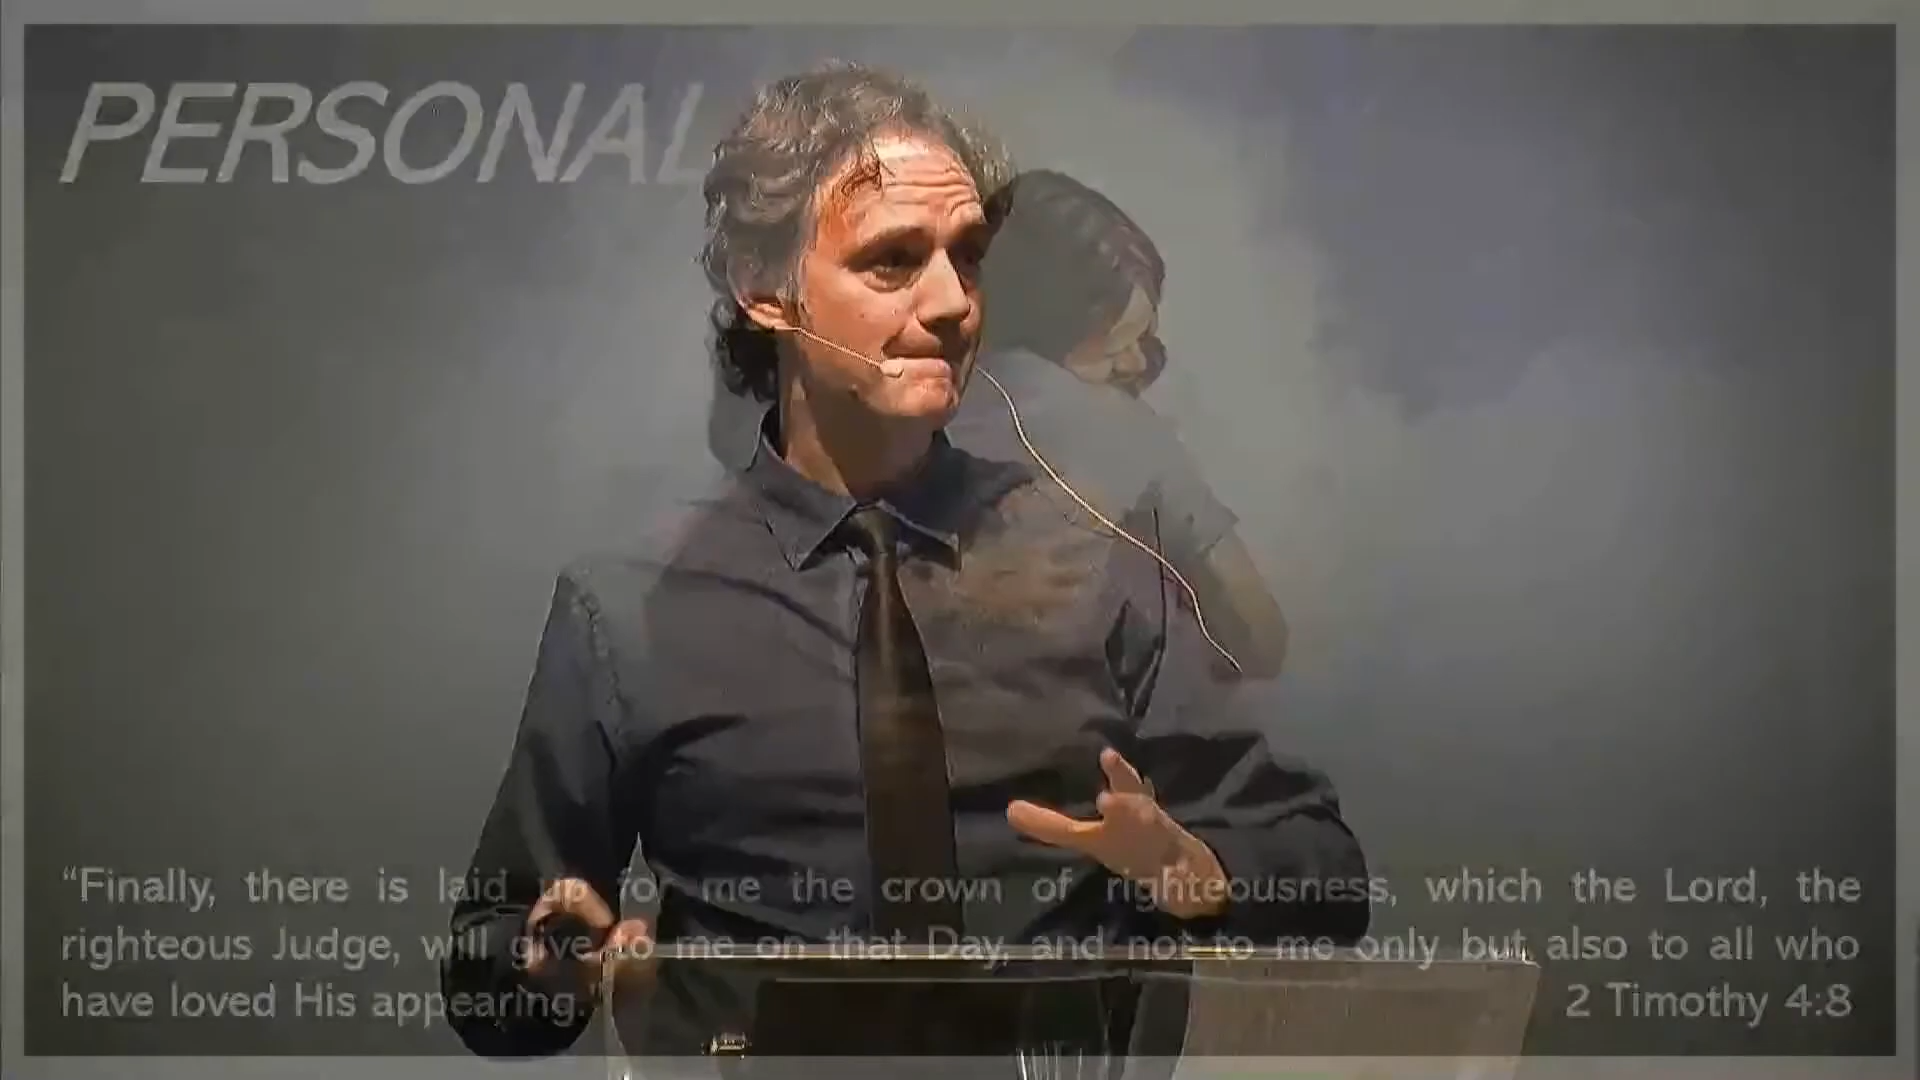 PERSONAL
“Finally, there is laid up for me the crown of righteousness, which the Lord, the
righteous Judge, will give to me on that Day, and not to me only but also to all who
have loved His appearing.”
2 Timothy 4:8